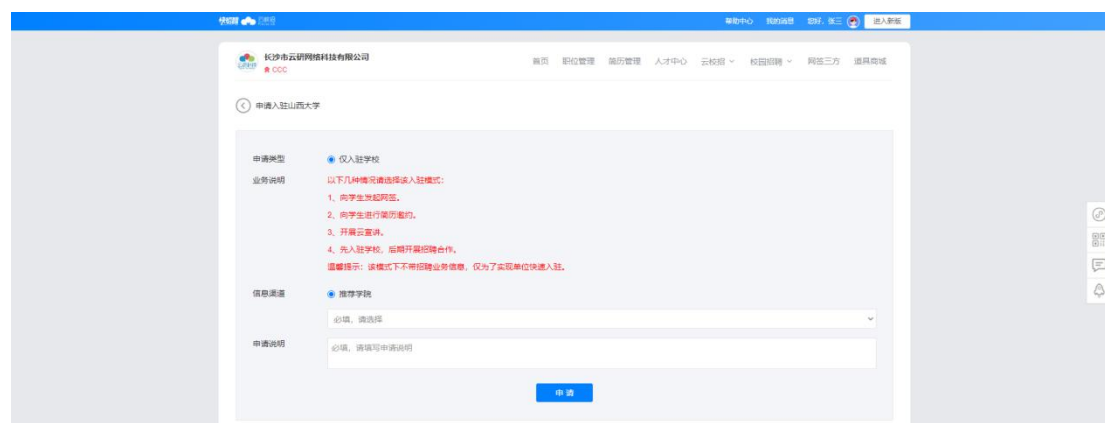 帮助中心 我的消息 您好，张三 进入新版
长沙市云研网络科技有限公司
CCC
首页 职位管理 简历管理 人才中心 云校招 校园招聘 网签三方 道具商城
申请入驻山西大学
申请类型 仅入驻学校
业务说明 以下几种情况请选择该入驻模式：
1、向学生发起网签。
2、向学生进行简历邀约。
3、开展云宣讲。
4、先入驻学校，后期开展招聘合作。
温馨提示：该模式下不带招聘业务信息，仅为了实现单位快速入驻。
信息渠道 推荐学院
必填，请选择
申请说明 必填，请填写申请说明
申 请